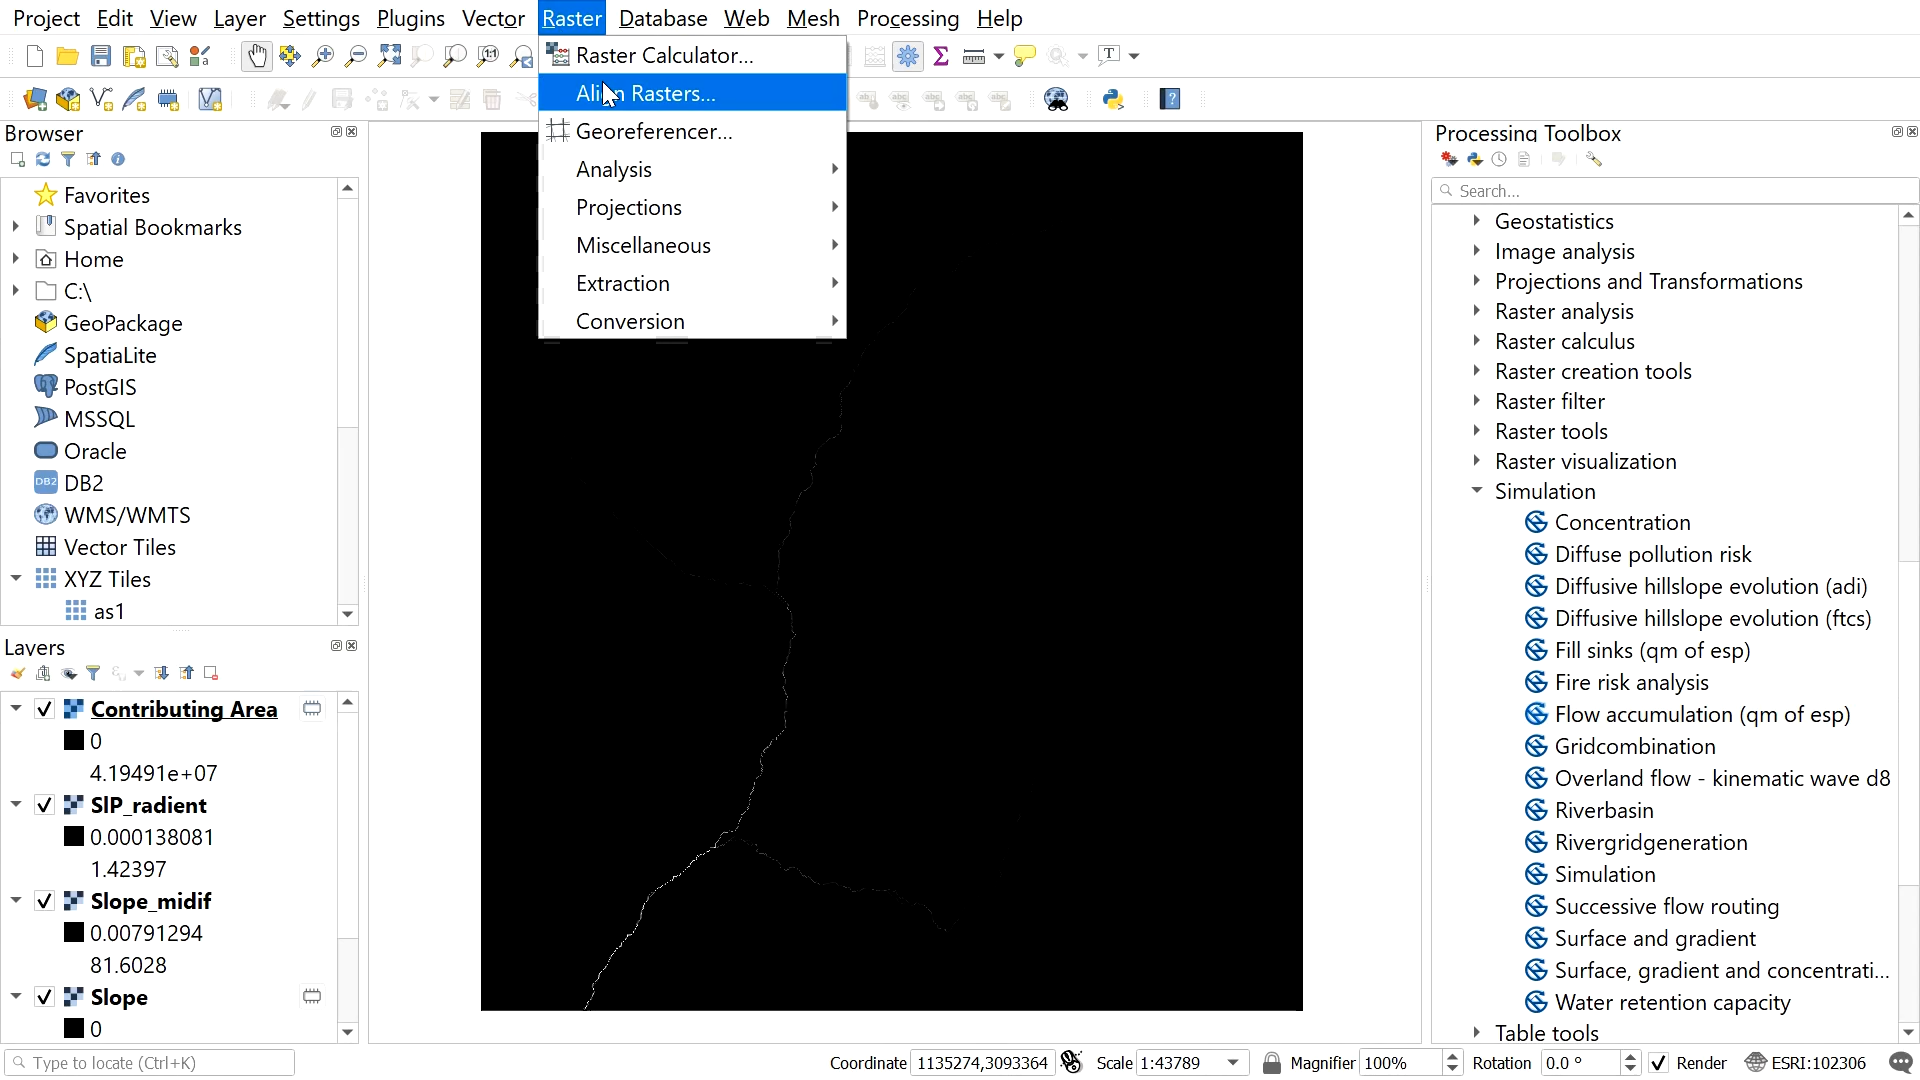 Project Edit View Layer Settings Plugins Vector Raster Database Web Mesh Processing Help
Raster Calculator...
Align Rasters...
Georeferencer...
Analysis
Projections
Miscellaneous
Extraction
Conversion
Browser
Favorites
Spatial Bookmarks
Home
C:\
GeoPackage
SpatiaLite
PostGIS
MSSQL
Oracle
DB2
WMS/WMTS
Vector Tiles
XYZ Tiles
as1
Layers
Contributing Area
0
4.19491e+07
SlP_radient
0.000138081
1.42397
Slope_midif
0.00791294
81.6028
Slope
0
Processing Toolbox
Search...
Geostatistics
Image analysis
Projections and Transformations
Raster analysis
Raster calculus
Raster creation tools
Raster filter
Raster tools
Raster visualization
Simulation
Concentration
Diffuse pollution risk
Diffusive hillslope evolution (adi)
Diffusive hillslope evolution (ftcs)
Fill sinks (qm of esp)
Fire risk analysis
Flow accumulation (qm of esp)
Gridcombination
Overland flow - kinematic wave d8
Riverbasin
Rivergridgeneration
Simulation
Successive flow routing
Surface and gradient
Surface, gradient and concentrati...
Water retention capacity
Table tools
Type to locate (Ctrl+K) Coordinate 1135274,3093364 Scale 1:43789 Magnifier 100% Rotation 0.0 ° Render ESRI:102306